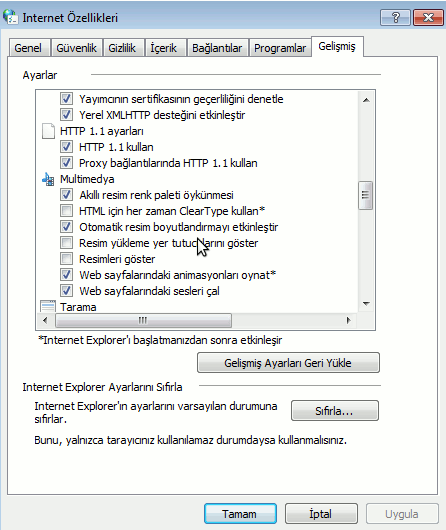 Internet Özellikleri
Genel Güvenlik Gizlilik İçerik Bağlantılar Programlar Gelişmiş
Ayarlar
Yayımcının sertifikasının geçerliliğini denetle
Yerel XMLHTTP desteğini etkinleştir
HTTP 1.1 ayarları
HTTP 1.1 kullan
Proxy bağlantılarında HTTP 1.1 kullan
Multimedya
Akıllı resim renk paleti öykünmesi
HTML için her zaman ClearType kullan*
Otomatik resim boyutlandırmayı etkinleştir
Resim yükleme yer tutucularını göster
Resimleri göster
Web sayfalarındaki animasyonları oynat*
Web sayfalarındaki sesleri çal
Tarama
*Internet Explorer'ı başlatmanızdan sonra etkinleşir
Gelişmiş Ayarları Geri Yükle
Internet Explorer Ayarlarını Sıfırla
Internet Explorer'ın ayarlarını varsayılan durumuna
sıfırlar.
Sıfırla...
Bunu, yalnızca tarayıcınız kullanılamaz durumdaysa kullanmalısınız.
Tamam İptal Uygula